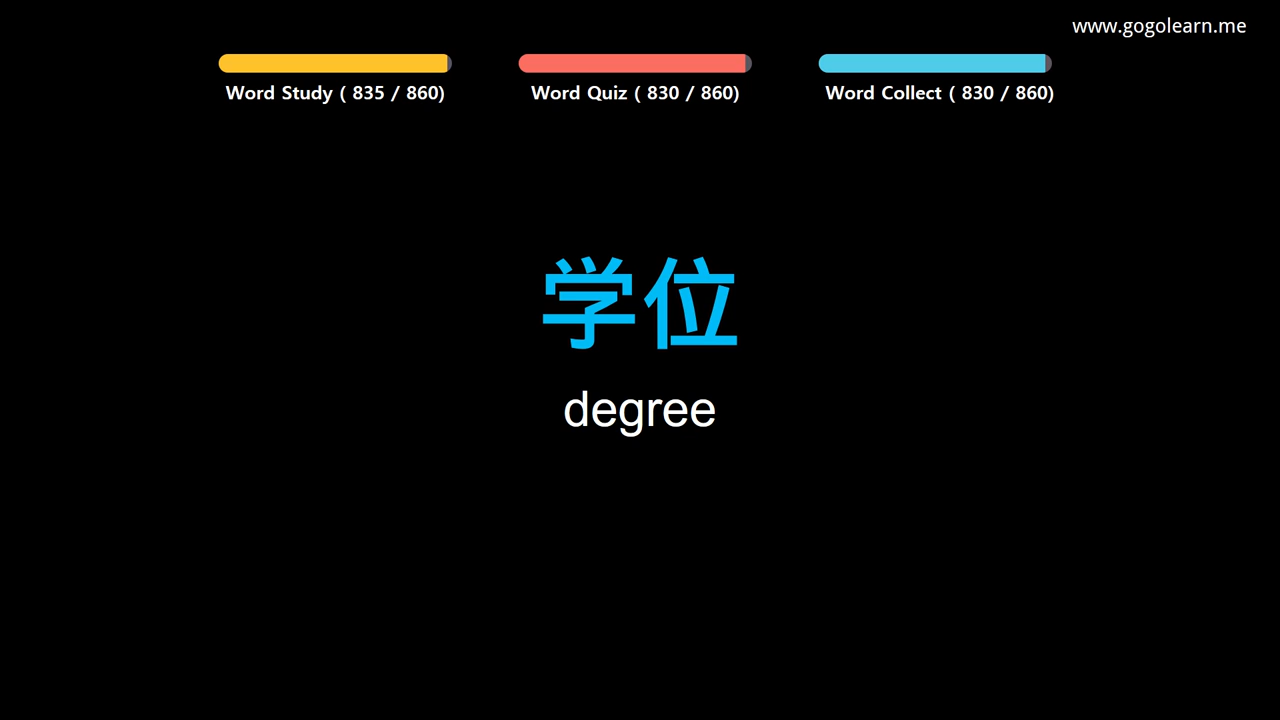 www.gogolearn.me
Word Study ( 835 / 860)
Word Quiz ( 830 / 860)
Word Collect ( 830 / 860)
学位
degree